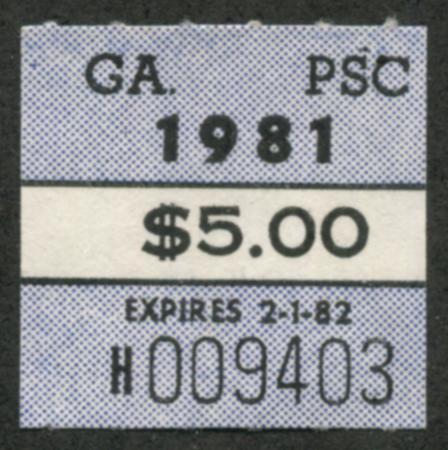 GA. PSC
1981
$5.00
EXPIRES 2-1-82
H009403